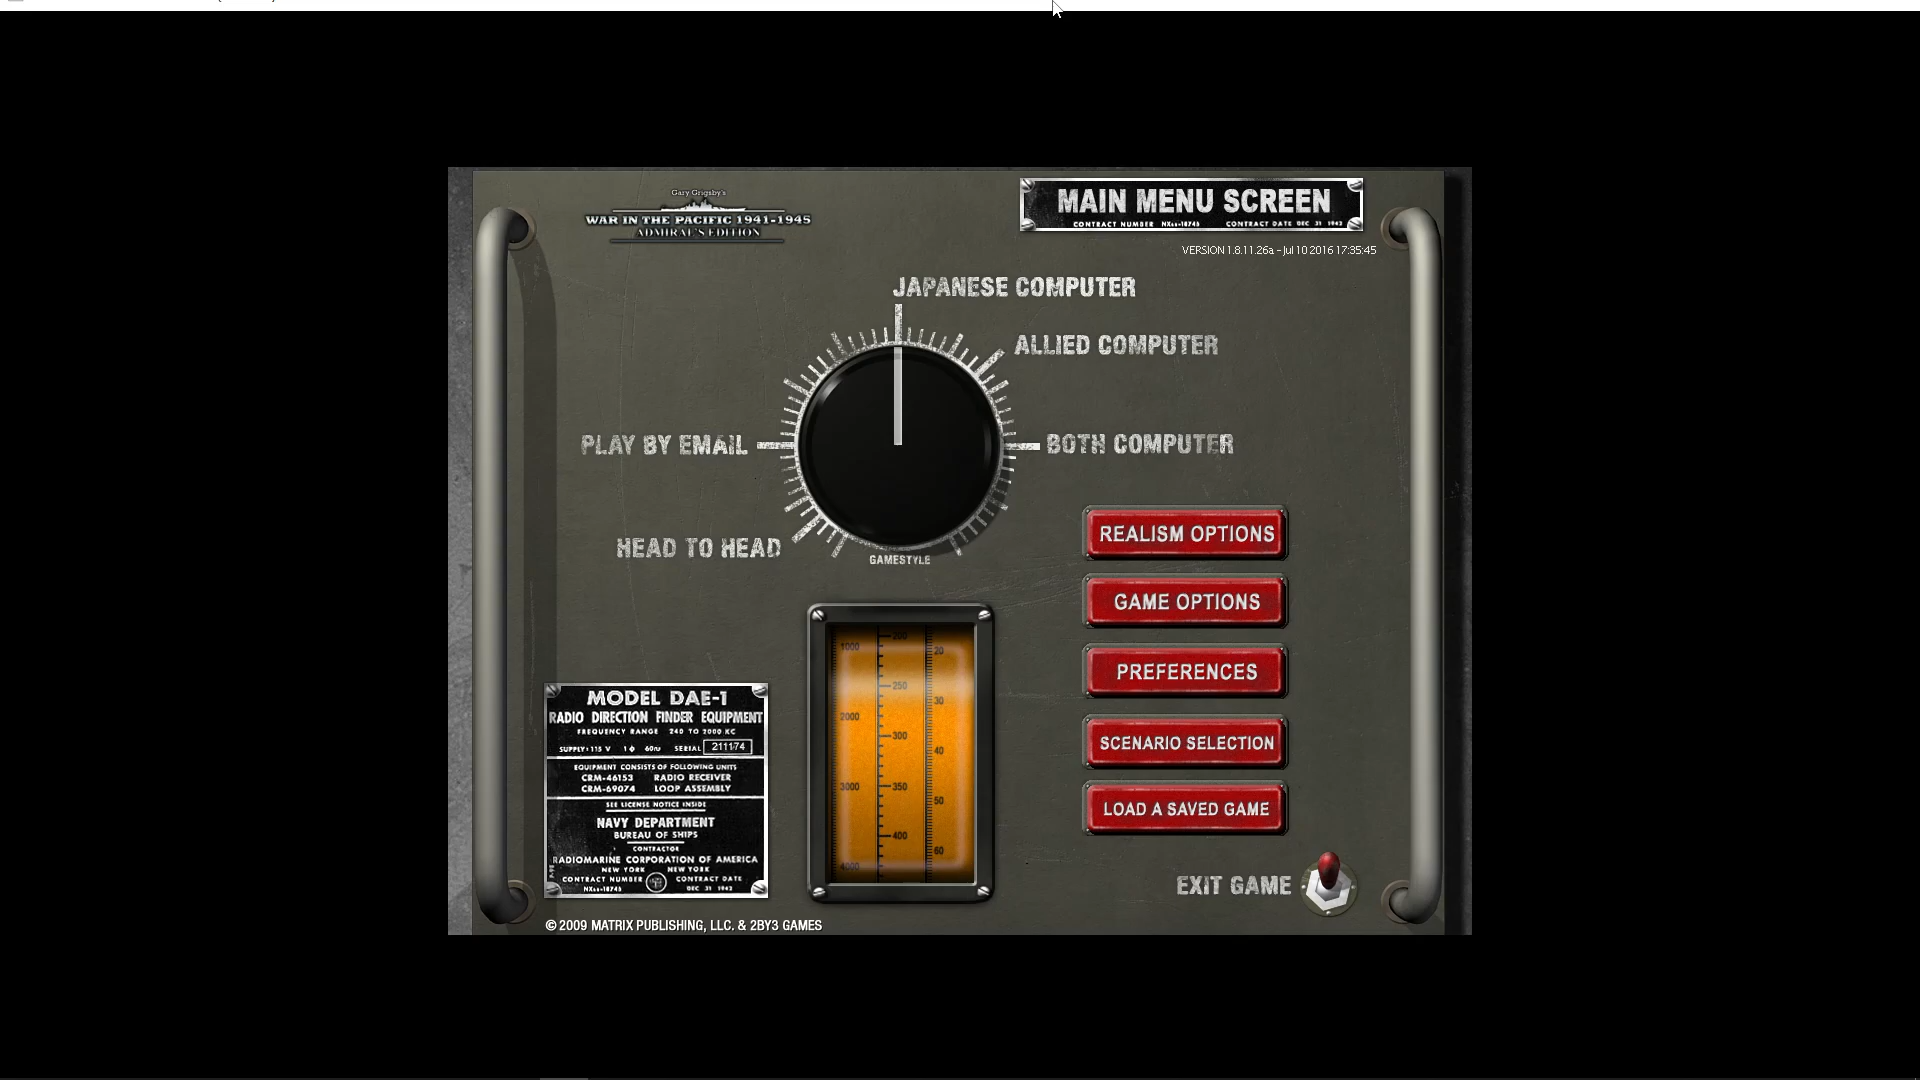 Gary Grigsby's
WAR IN THE PACIFIC 1941-1945
ADMIRAL'S EDITION
MAIN MENU SCREEN
CONTRACT NUMBER NXss-18745 CONTRACT DATE DEC 31 1942
VERSION 1.8.11.26a - Jul 10 2016 17:35:45
JAPANESE COMPUTER
ALLIED COMPUTER
PLAY BY EMAIL
BOTH COMPUTER
HEAD TO HEAD
GAMESTYLE
REALISM OPTIONS
GAME OPTIONS
PREFERENCES
SCENARIO SELECTION
LOAD A SAVED GAME
EXIT GAME
1000 200 20
250
2000 30
300
40
3000 350
50
400
4000 60
MODEL DAE-1
RADIO DIRECTION FINDER EQUIPMENT
FREQUENCY RANGE 240 TO 2000 KC
SUPPLY: 115 V 1 ϕ 60~ SERIAL 211174
EQUIPMENT CONSISTS OF FOLLOWING UNITS
CRM-46153 RADIO RECEIVER
CRM-69074 LOOP ASSEMBLY
SEE LICENSE NOTICE INSIDE
NAVY DEPARTMENT
BUREAU OF SHIPS
CONTRACTOR
RADIOMARINE CORPORATION OF AMERICA
NEW YORK NEW YORK
CONTRACT NUMBER CONTRACT DATE
NXss-18745 DEC 31 1942
© 2009 MATRIX PUBLISHING, LLC. & 2BY3 GAMES